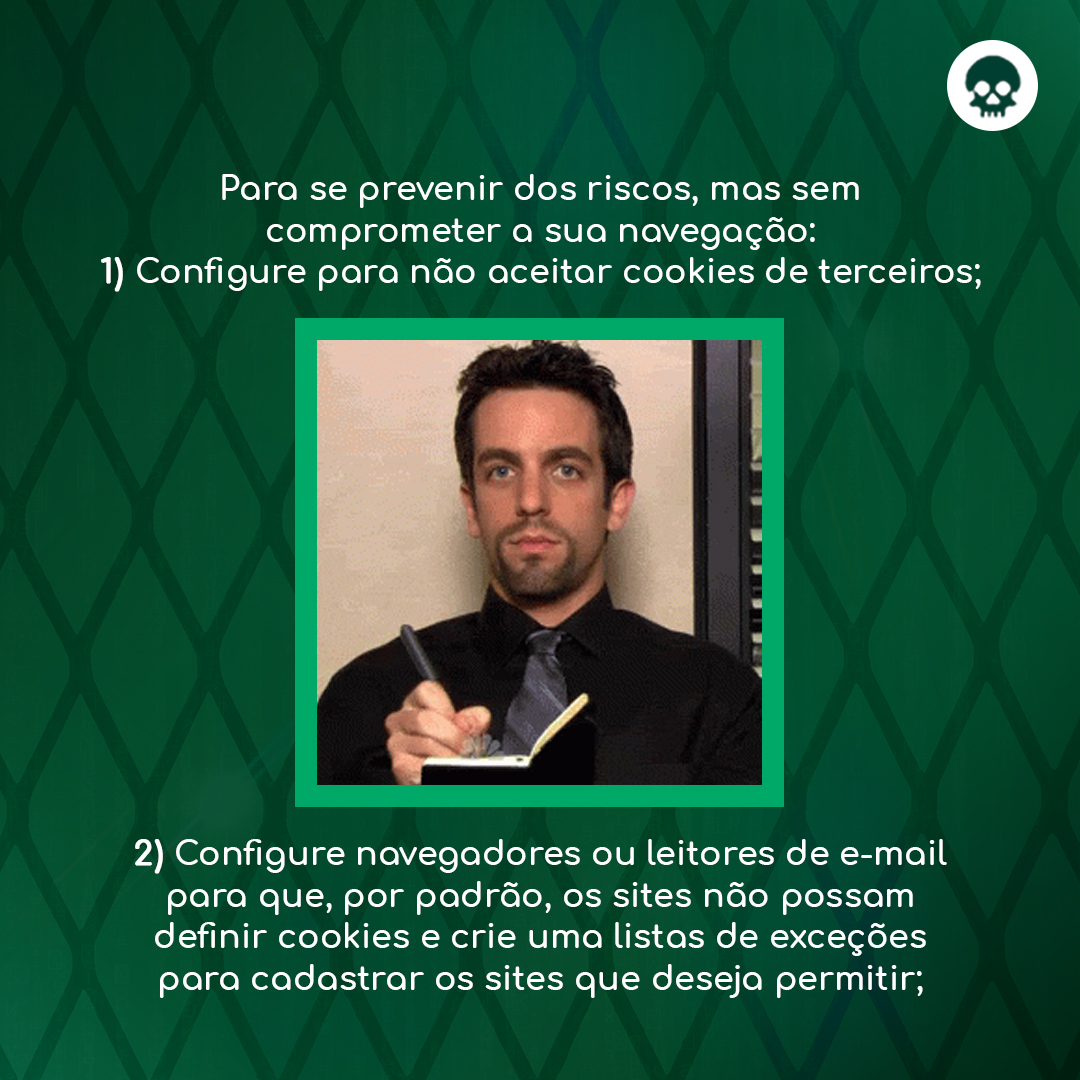 Para se prevenir dos riscos, mas sem
comprometer a sua navegação:
1) Configure para não aceitar cookies de terceiros;
2) Configure navegadores ou leitores de e-mail
para que, por padrão, os sites não possam
definir cookies e crie uma listas de exceções
para cadastrar os sites que deseja permitir;